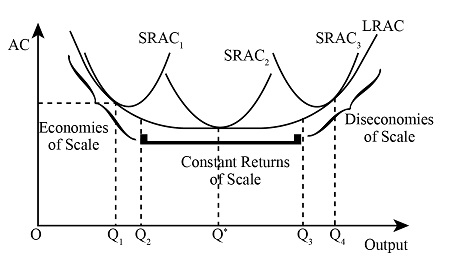 LRAC
SRAC1
SRAC2
SRAC3
AC
Economies
of Scale
Diseconomies
of Scale
Constant Returns
of Scale
O
Q1
Q2
Q*
Q3
Q4
Output